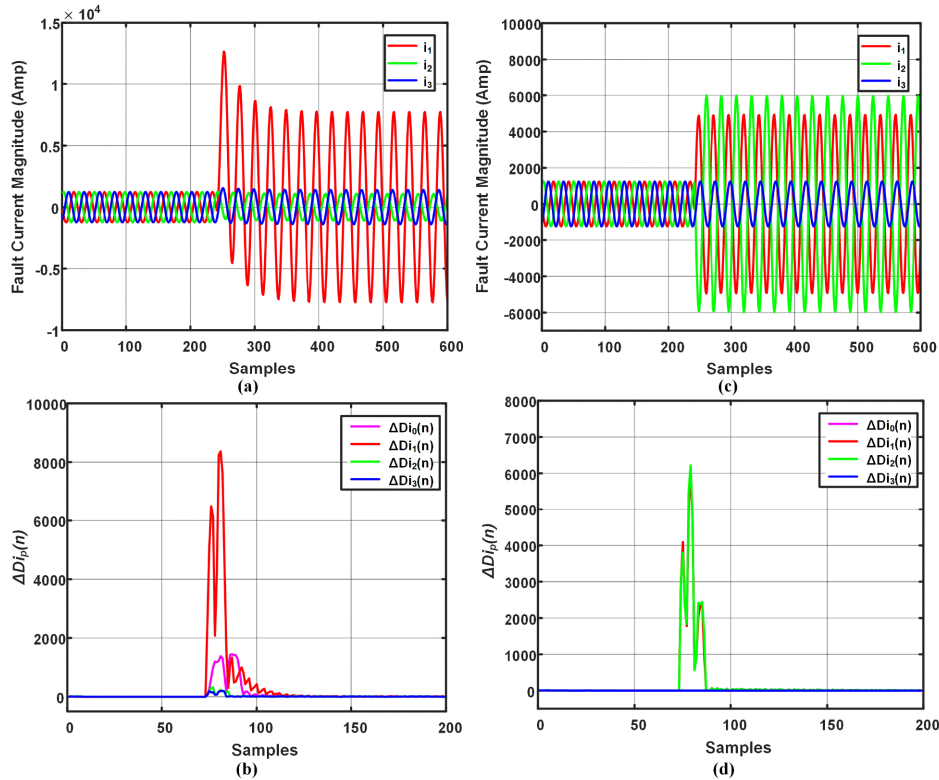 1.5 × 10⁴
1
0.5
0
-0.5
-1
Fault Current Magnitude (Amp)
i₁
i₂
i₃
0 100 200 300 400 500 600
Samples
(a)
10000
8000
6000
4000
2000
0
-2000
-4000
-6000
Fault Current Magnitude (Amp)
i₁
i₂
i₃
0 100 200 300 400 500 600
Samples
(c)
10000
8000
6000
4000
2000
0
ΔDiₚ(n)
ΔDi₀(n)
ΔDi₁(n)
ΔDi₂(n)
ΔDi₃(n)
0 50 100 150 200
Samples
(b)
8000
7000
6000
5000
4000
3000
2000
1000
0
ΔDiₚ(n)
ΔDi₀(n)
ΔDi₁(n)
ΔDi₂(n)
ΔDi₃(n)
0 50 100 150 200
Samples
(d)